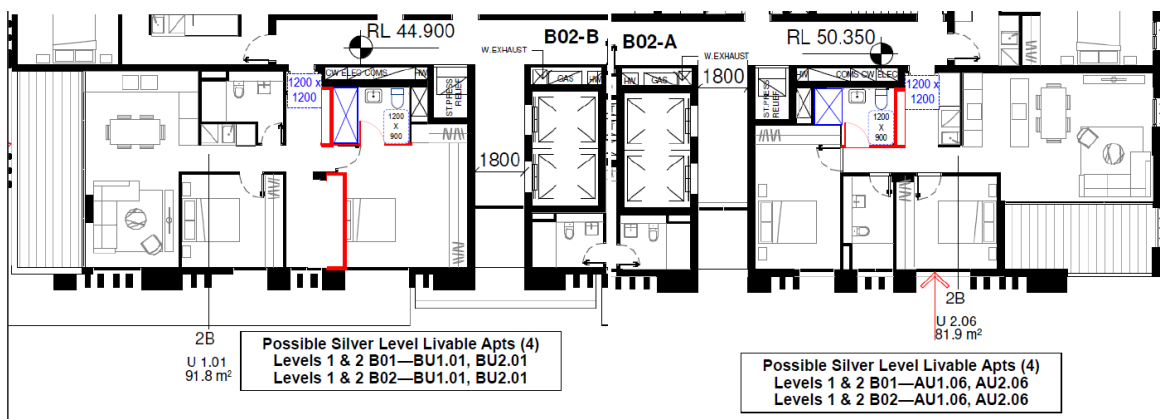 RL 44.900
B02-B
B02-A
RL 50.350
W.EXHAUST
W.EXHAUST
CW ELEC COMS
HW
GAS
HW
HW
GAS
1800
HW
COMS CW ELEC
1200 x
1200
ST.PRESS
RELIEF
ST.PRESS
RELIEF
1200 x
1200
1200
X
900
1200
X
900
1800
2B
U 1.01
91.8 m²
2B
U 2.06
81.9 m²
Possible Silver Level Livable Apts (4)
Levels 1 & 2 B01—BU1.01, BU2.01
Levels 1 & 2 B02—BU1.01, BU2.01
Possible Silver Level Livable Apts (4)
Levels 1 & 2 B01—AU1.06, AU2.06
Levels 1 & 2 B02—AU1.06, AU2.06